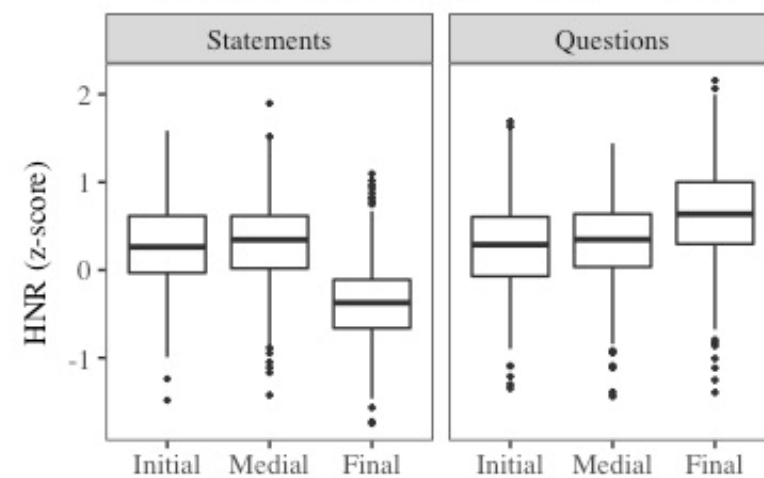 Statements Questions
HNR (z-score)
2
1
0
-1
Initial Medial Final Initial Medial Final